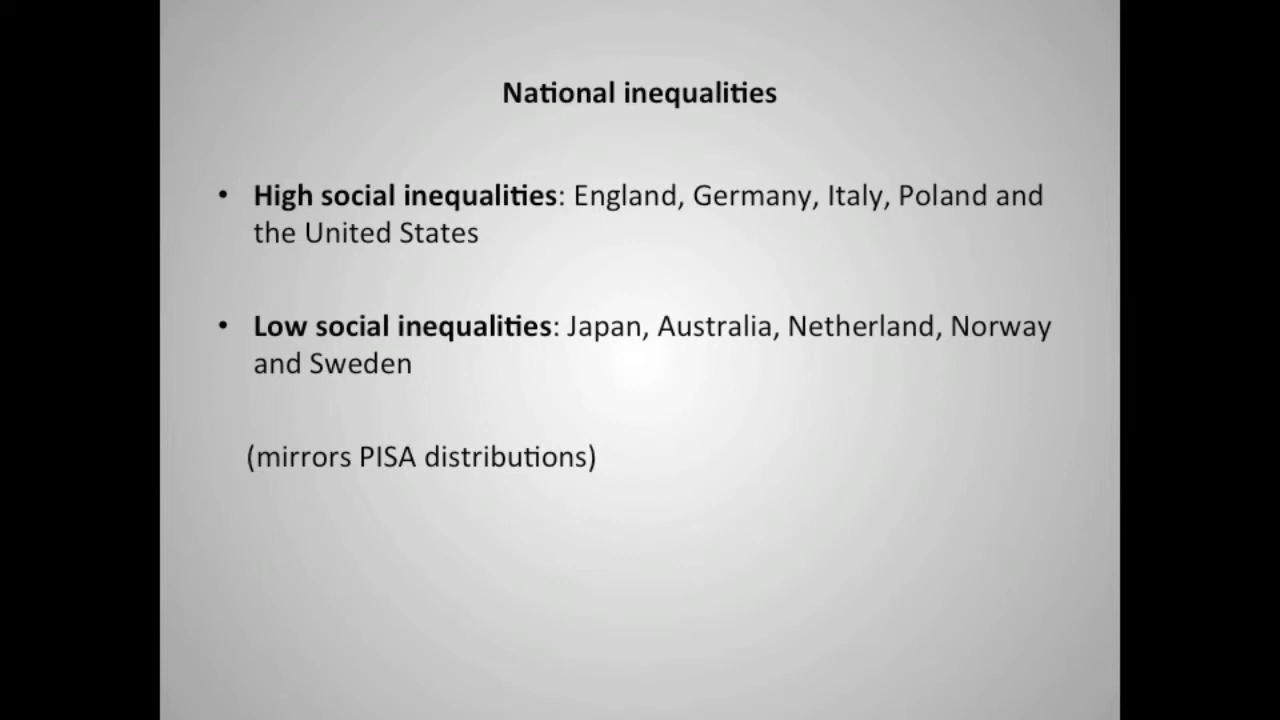 National inequalities
• High social inequalities: England, Germany, Italy, Poland and
the United States
• Low social inequalities: Japan, Australia, Netherland, Norway
and Sweden
(mirrors PISA distributions)